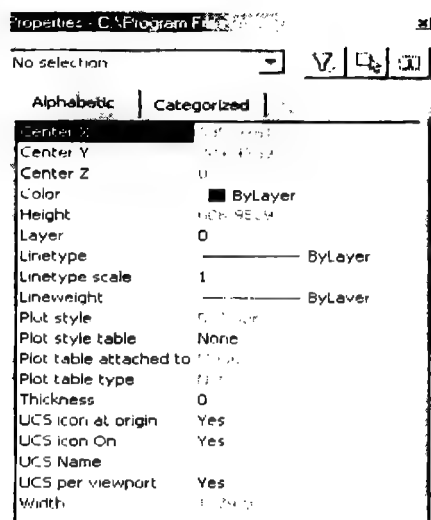 Properties - C:\Program
No selection
Alphabetic Categorized
Center X
Center Y
Center Z 0
Color ByLayer
Height
Layer 0
Linetype ByLayer
Linetype scale 1
Lineweight ByLayer
Plot style
Plot style table None
Plot table attached to
Plot table type
Thickness 0
UCS icon at origin Yes
UCS icon On Yes
UCS Name
UCS per viewport Yes
Width